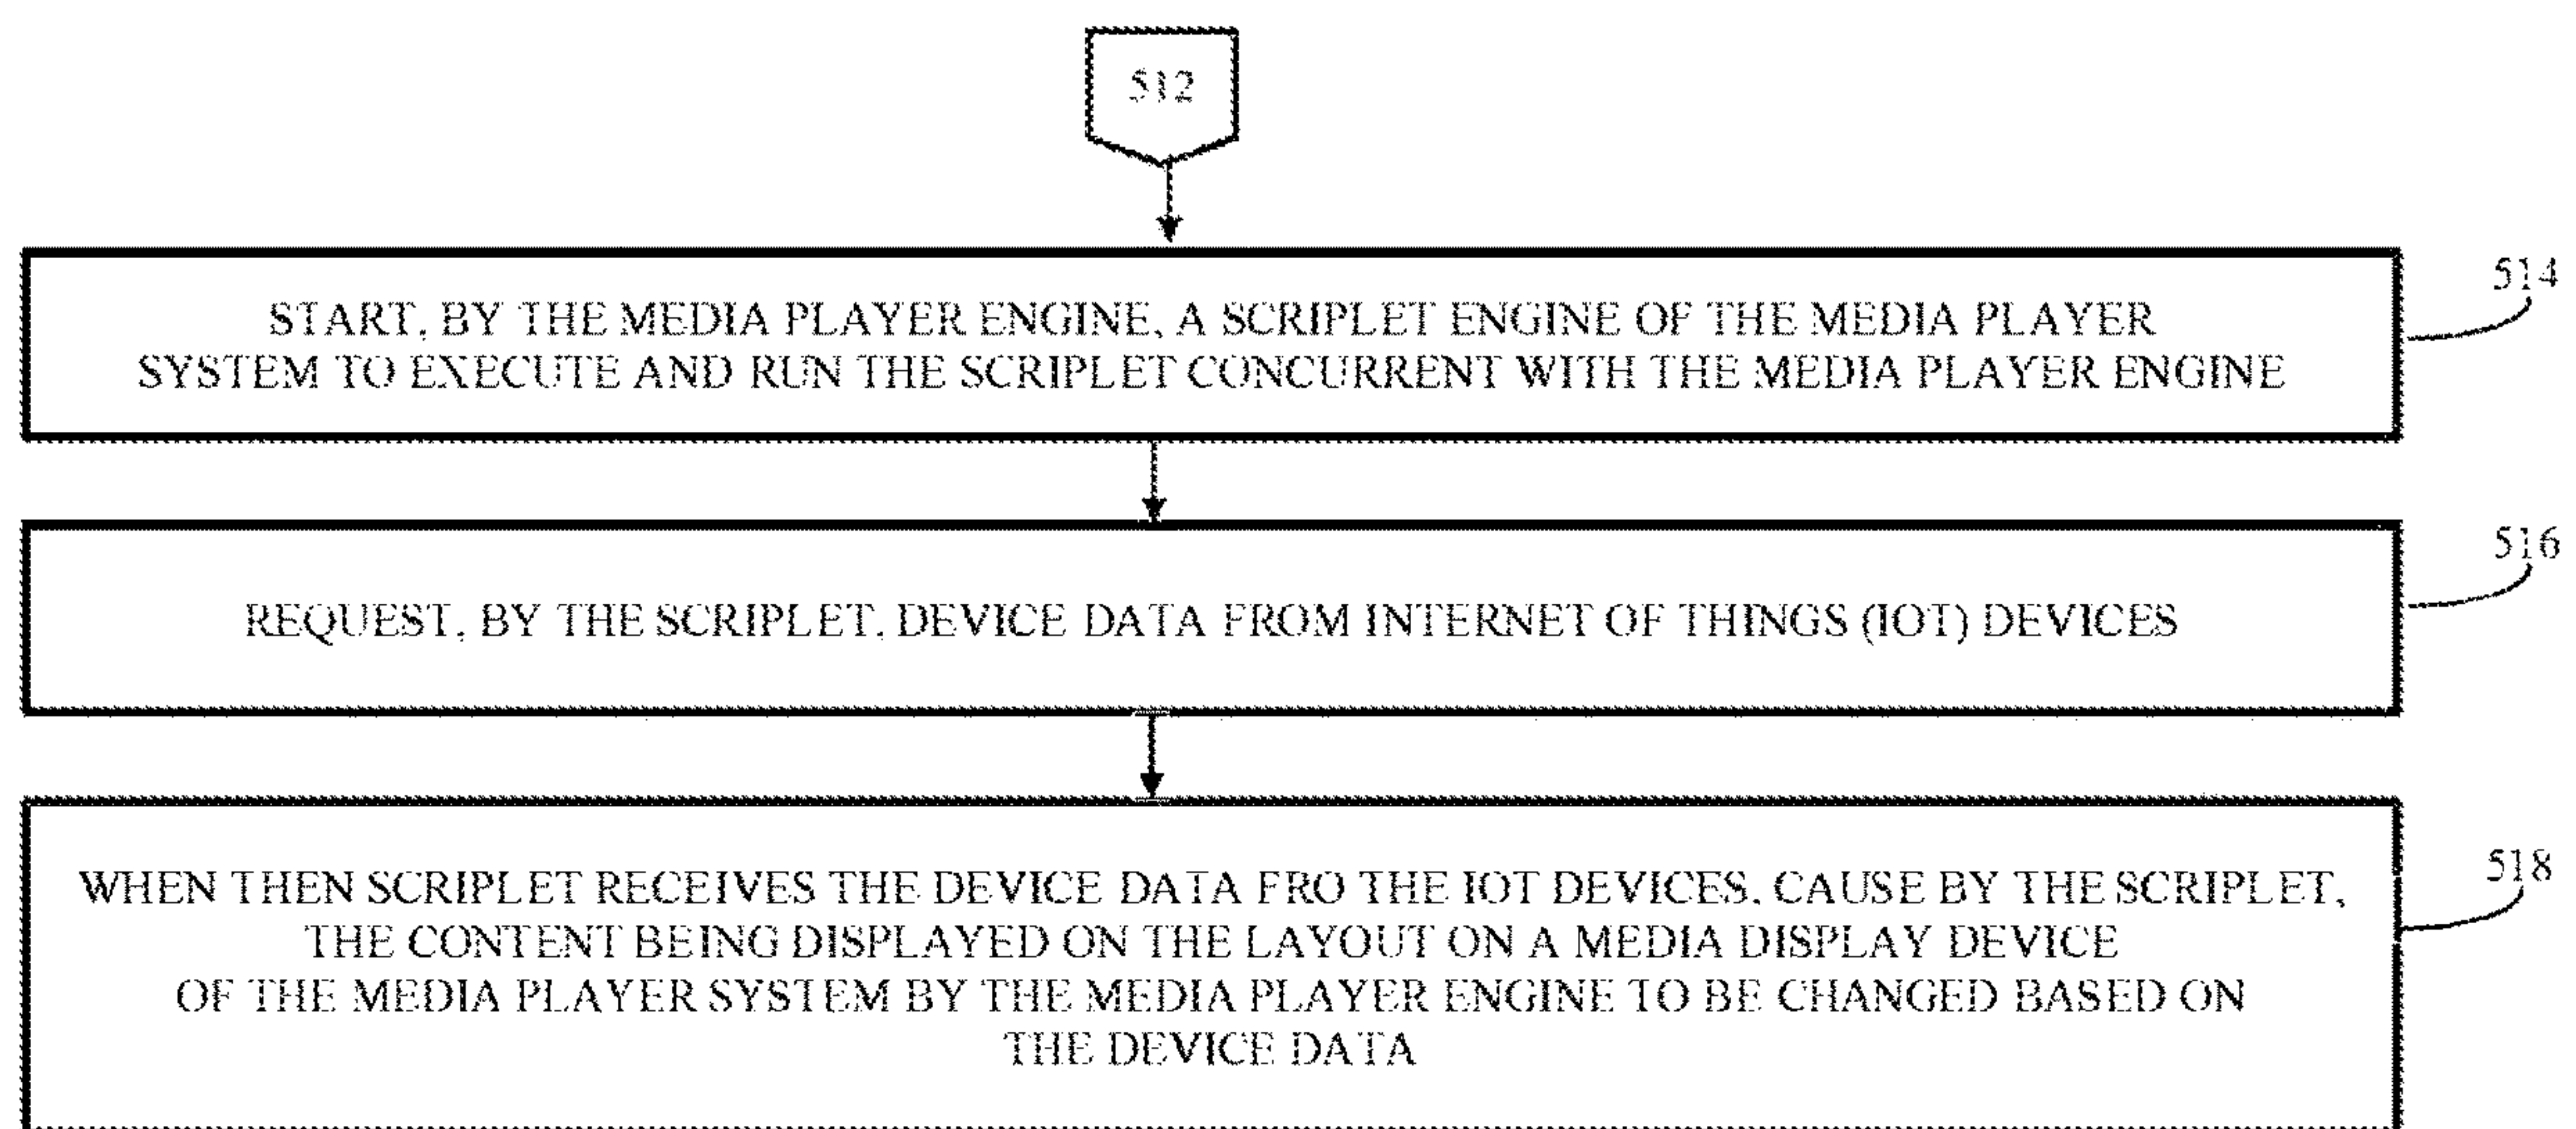 512
514
START, BY THE MEDIA PLAYER ENGINE, A SCRIPLET ENGINE OF THE MEDIA PLAYER
SYSTEM TO EXECUTE AND RUN THE SCRIPLET CONCURRENT WITH THE MEDIA PLAYER ENGINE
516
REQUEST, BY THE SCRIPLET, DEVICE DATA FROM INTERNET OF THINGS (IOT) DEVICES
518
WHEN THEN SCRIPLET RECEIVES THE DEVICE DATA FRO THE IOT DEVICES, CAUSE BY THE SCRIPLET,
THE CONTENT BEING DISPLAYED ON THE LAYOUT ON A MEDIA DISPLAY DEVICE
OF THE MEDIA PLAYER SYSTEM BY THE MEDIA PLAYER ENGINE TO BE CHANGED BASED ON
THE DEVICE DATA